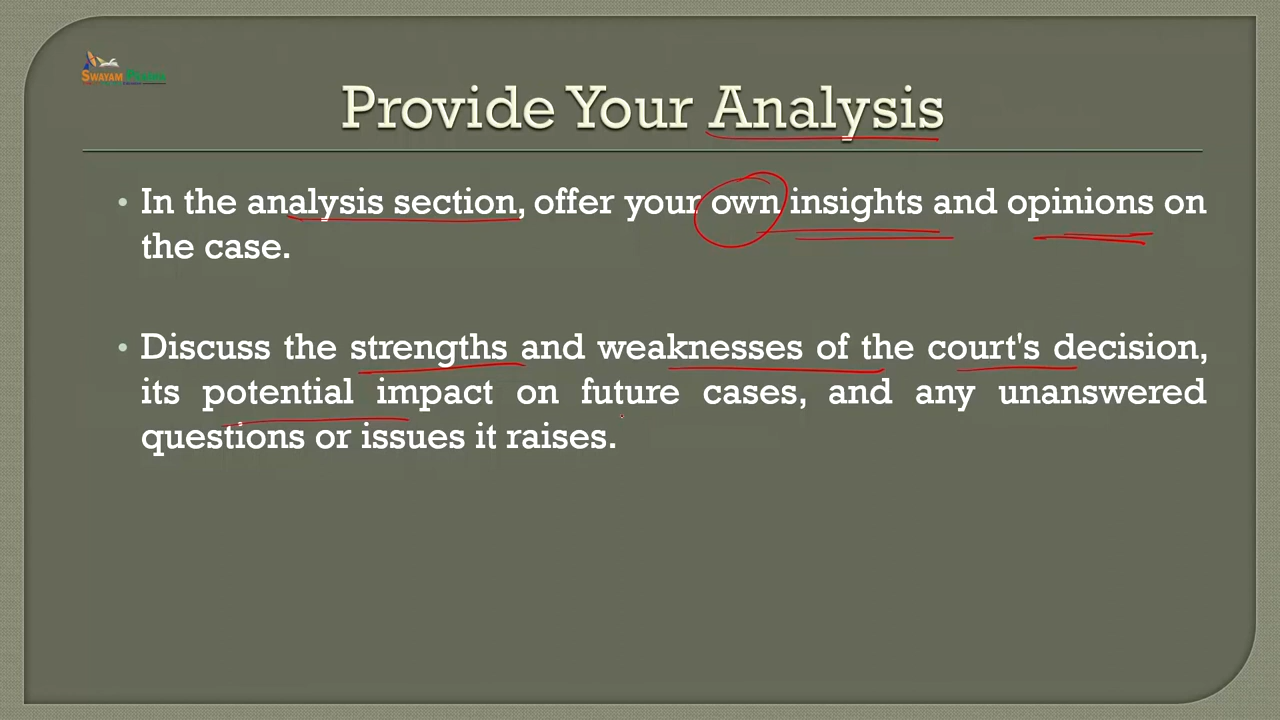 SWAYAM
Provide Your Analysis
• In the analysis section, offer your own insights and opinions on
the case.
• Discuss the strengths and weaknesses of the court's decision,
its potential impact on future cases, and any unanswered
questions or issues it raises.